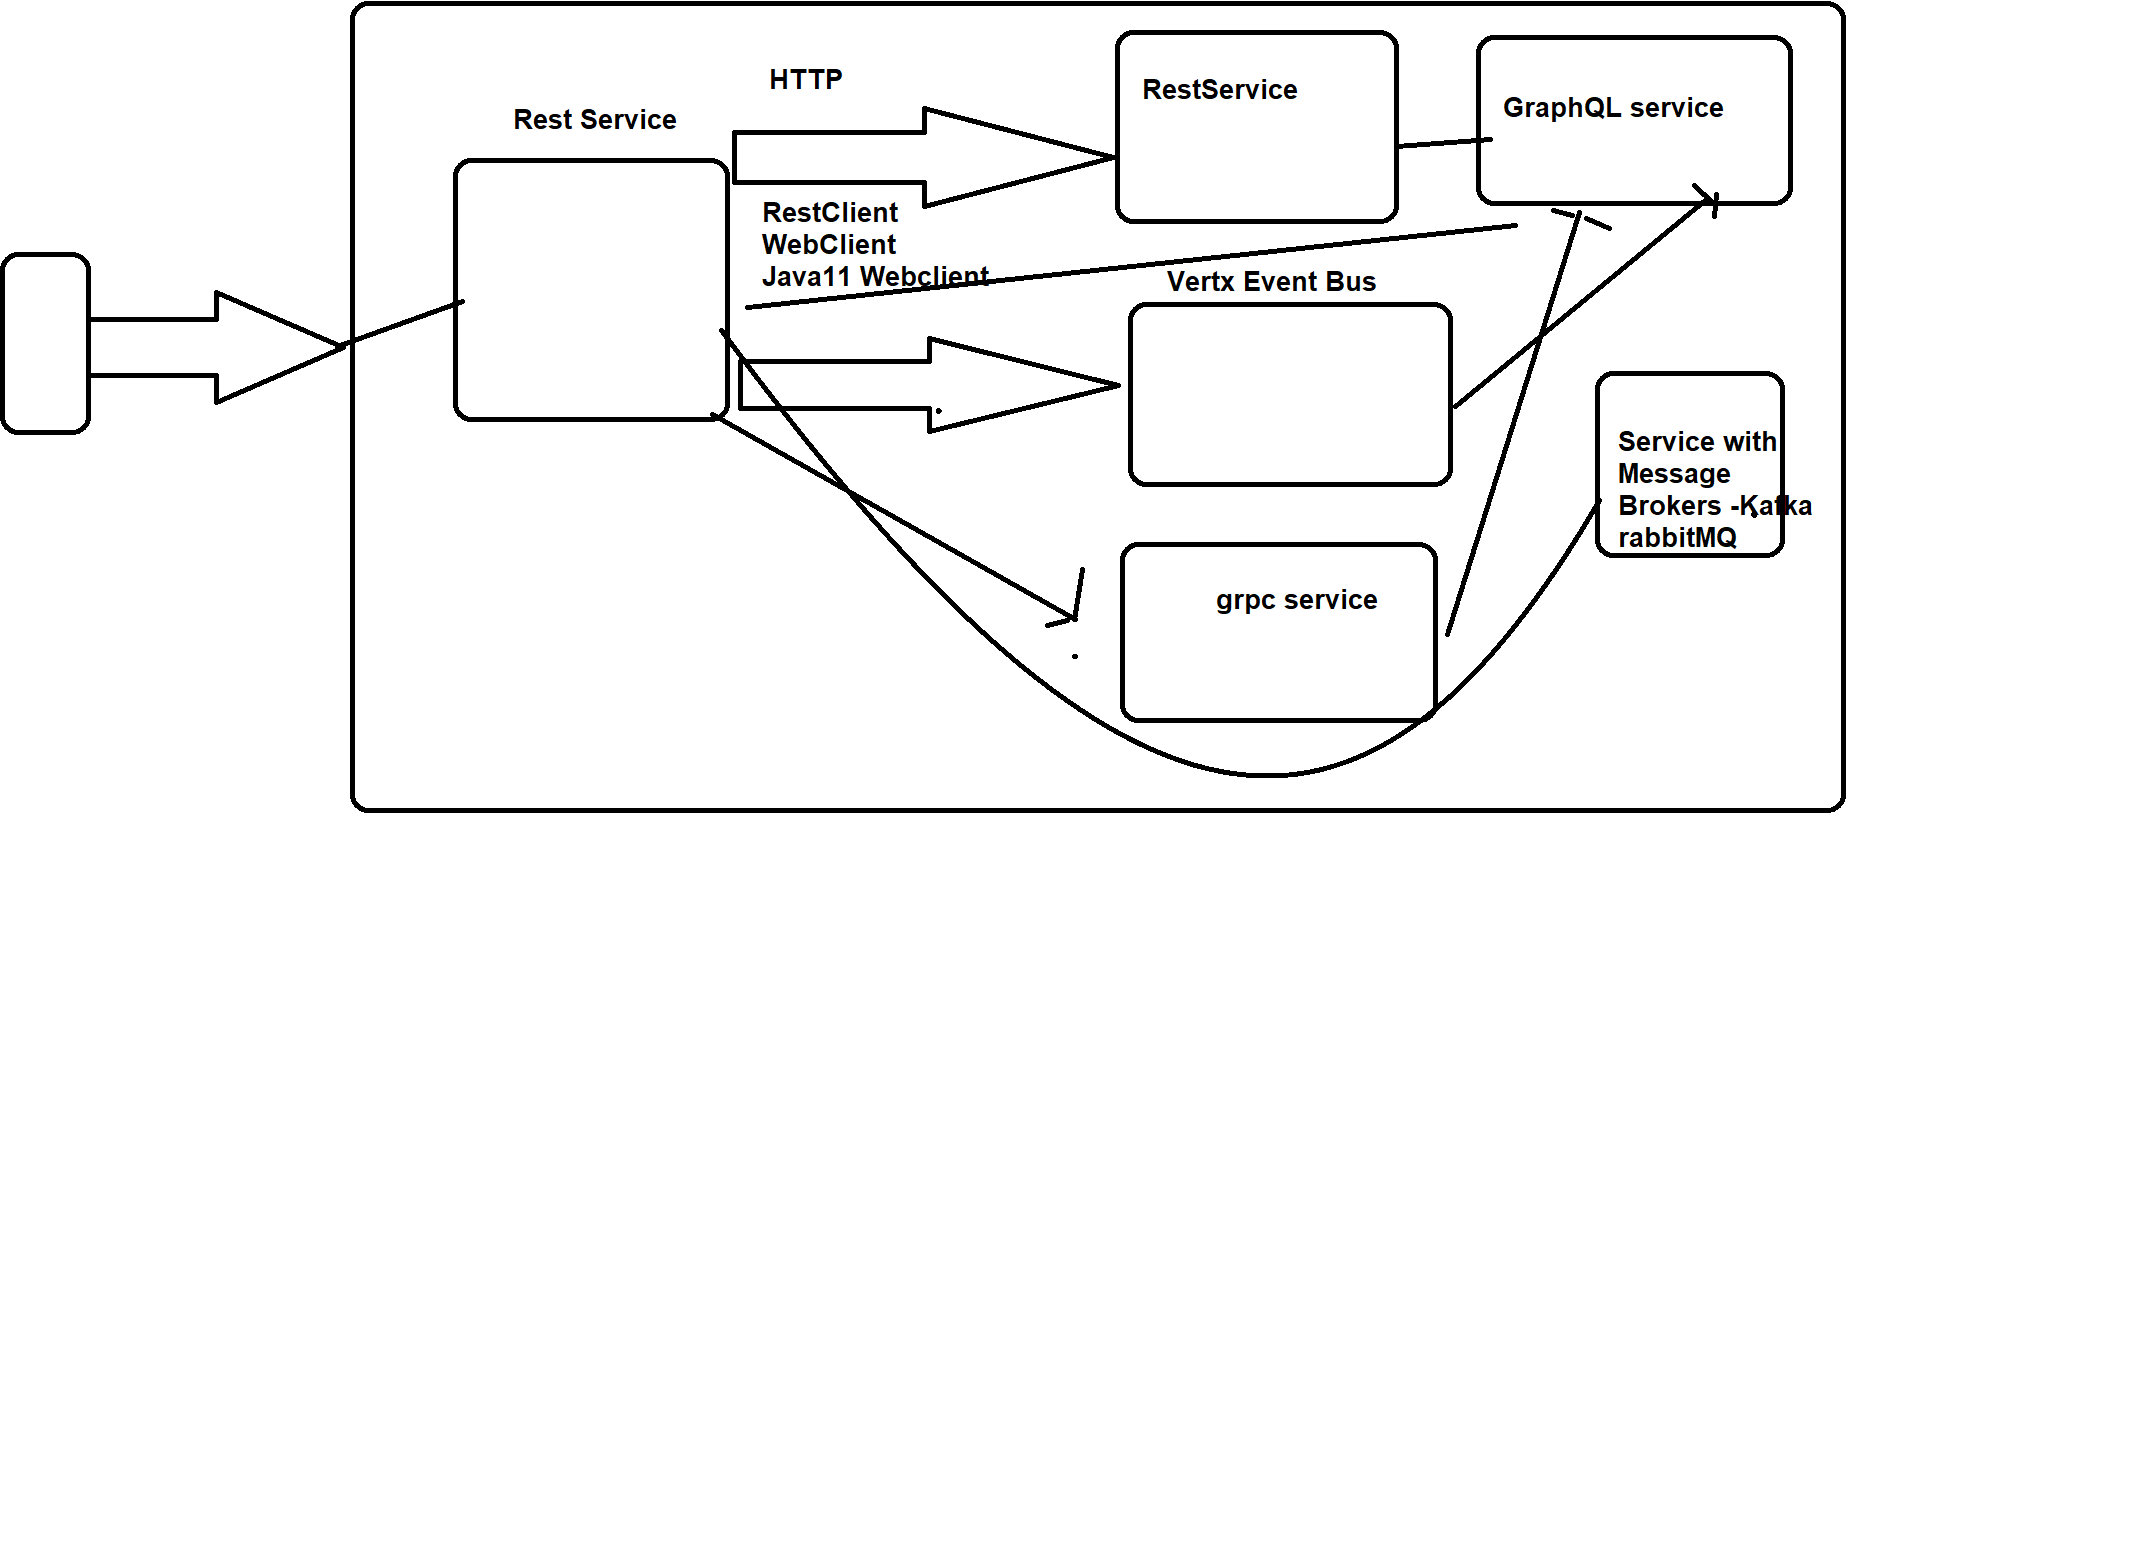 HTTP
Rest Service
RestService
GraphQL service
RestClient
WebClient
Java11 Webclient
Vertx Event Bus
Service with
Message
Brokers -Kafka
rabbitMQ
grpc service